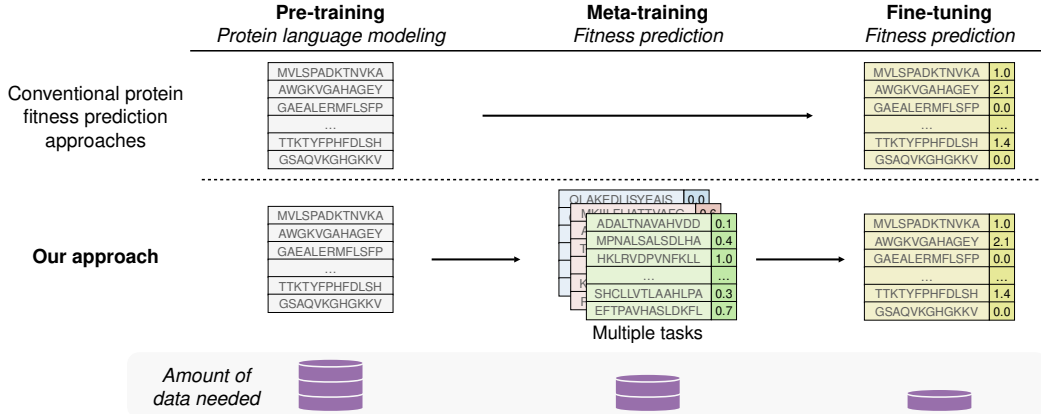 Pre-training
Protein language modeling
Meta-training
Fitness prediction
Fine-tuning
Fitness prediction
Conventional protein
fitness prediction
approaches
MVLSPADKTNVKA
AWGKVGAHAGEY
GAEALERMFLSFP
...
TTKTYFPHFDLSH
GSAQVKGHGKKV
MVLSPADKTNVKA 1.0
AWGKVGAHAGEY 2.1
GAEALERMFLSFP 0.0
... ...
TTKTYFPHFDLSH 1.4
GSAQVKGHGKKV 0.0
Our approach
MVLSPADKTNVKA
AWGKVGAHAGEY
GAEALERMFLSFP
...
TTKTYFPHFDLSH
GSAQVKGHGKKV
QLAKEDLISYEAIS 0.0
ADALTNAVAHVDD 0.1
MPNALSALSDLHA 0.4
HKLRVDPVNFKLL 1.0
... ...
SHCLLVTLAAHLPA 0.3
EFTPAVHASLDKFL 0.7
Multiple tasks
MVLSPADKTNVKA 1.0
AWGKVGAHAGEY 2.1
GAEALERMFLSFP 0.0
... ...
TTKTYFPHFDLSH 1.4
GSAQVKGHGKKV 0.0
Amount of
data needed